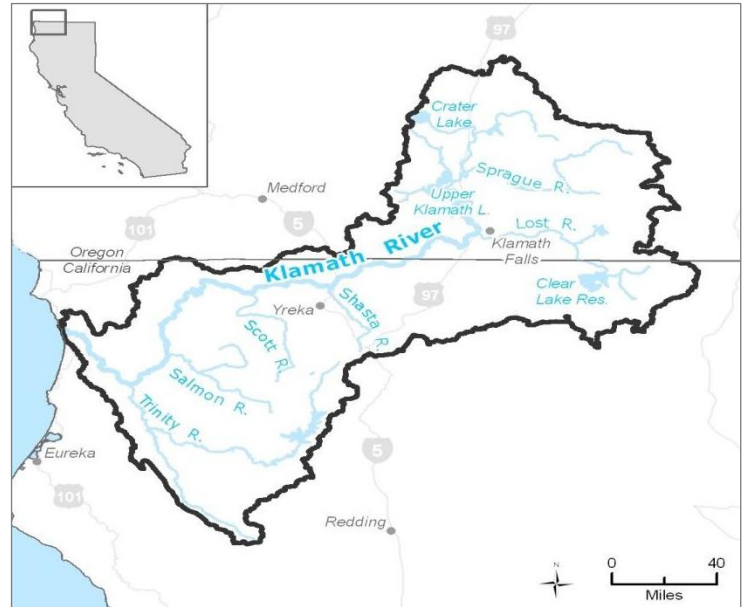 97
Crater
Lake
Sprague R.
Medford
Upper
Klamath L.
101
5
Lost R.
Klamath
Falls
Oregon
California
Klamath River
Clear
Lake Res.
97
Yreka
Shasta R.
Scott R.
Salmon R.
Trinity R.
Eureka
5
101
Redding
N
0 40
Miles